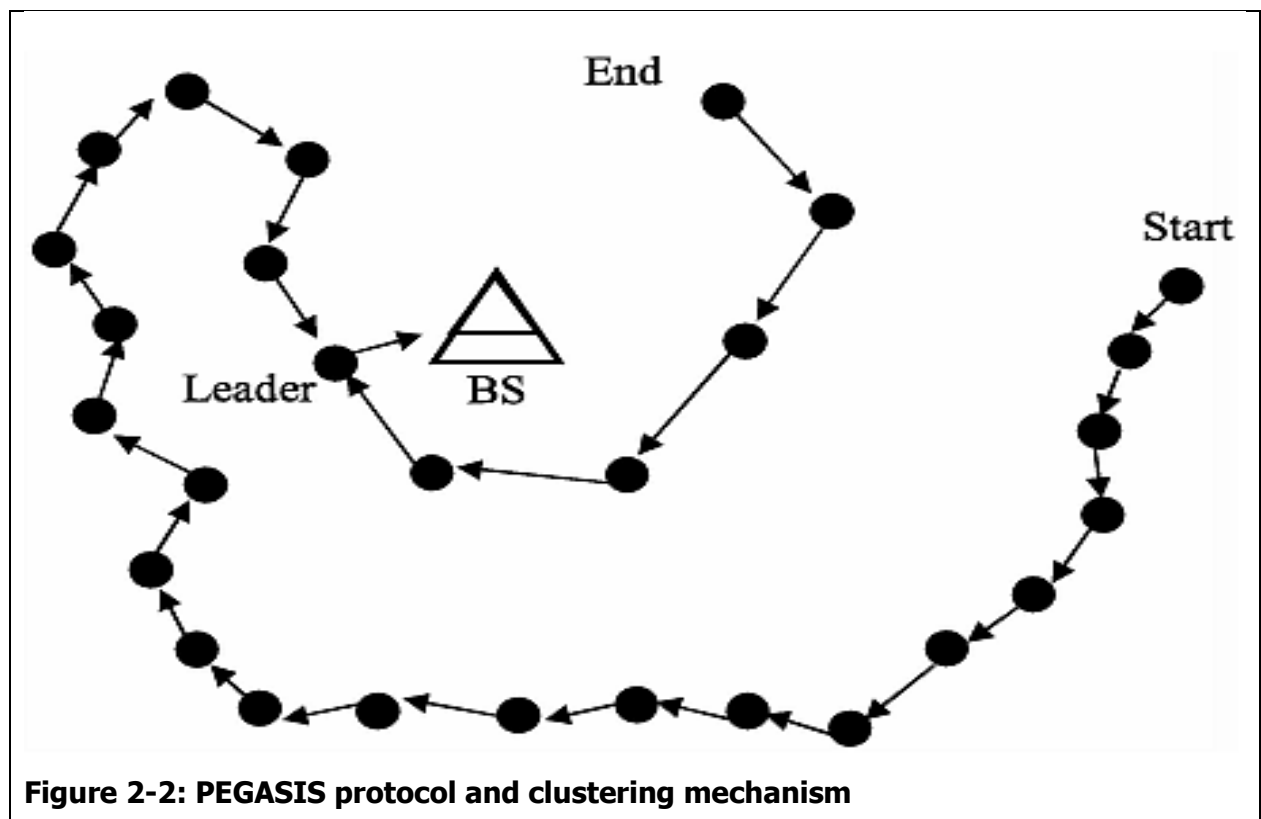 End
Start
Leader
BS
Figure 2-2: PEGASIS protocol and clustering mechanism